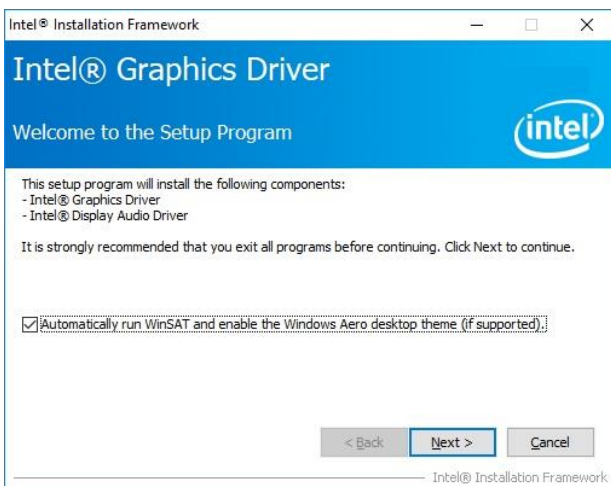 Intel® Installation Framework
Intel® Graphics Driver
Welcome to the Setup Program
intel
This setup program will install the following components:
- Intel® Graphics Driver
- Intel® Display Audio Driver
It is strongly recommended that you exit all programs before continuing. Click Next to continue.
Automatically run WinSAT and enable the Windows Aero desktop theme (if supported).
< Back
Next >
Cancel
Intel® Installation Framework